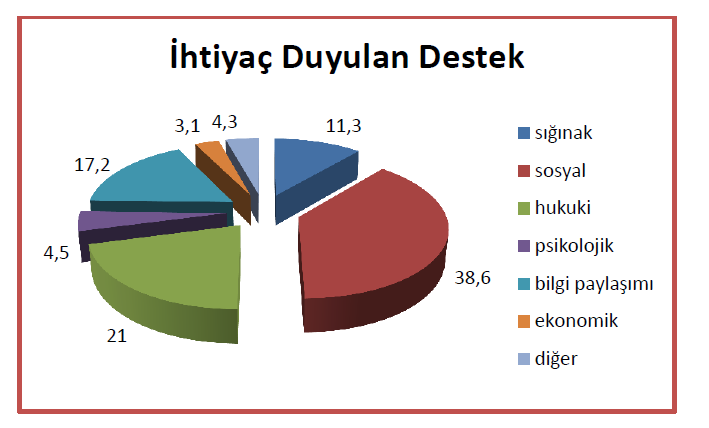 İhtiyaç Duyulan Destek
3,1
4,3
11,3
17,2
4,5
21
38,6
sığınak
sosyal
hukuki
psikolojik
bilgi paylaşımı
ekonomik
diğer